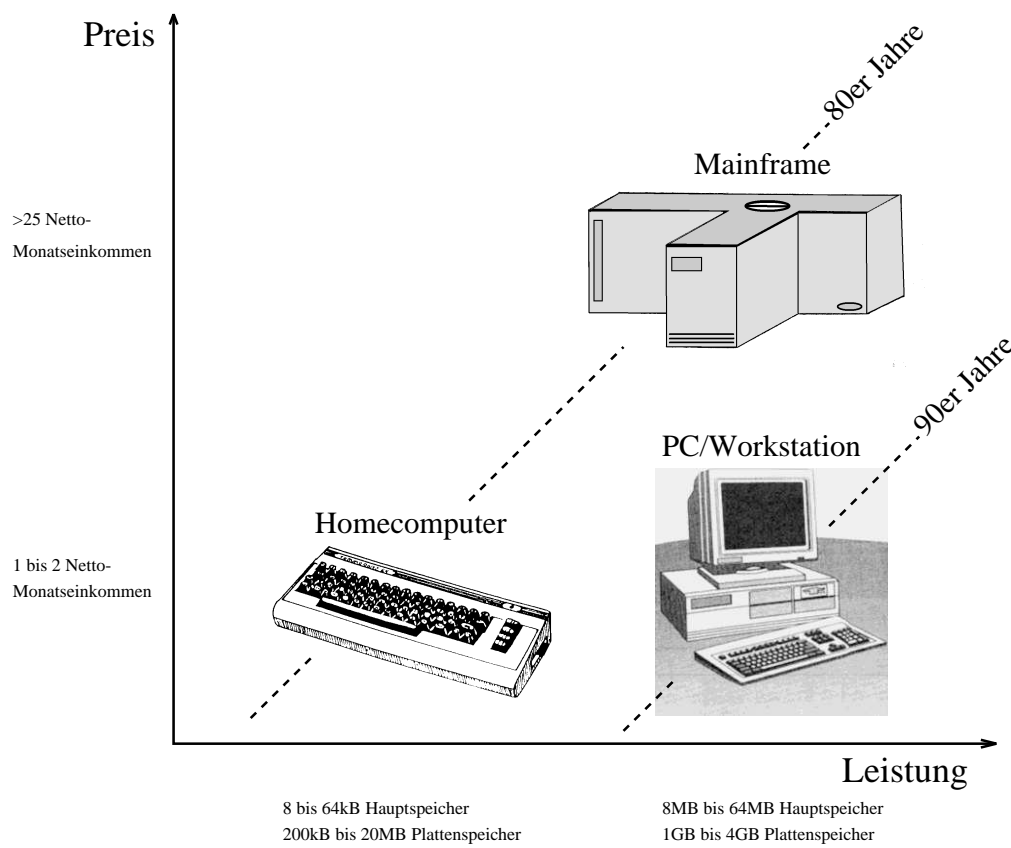 Preis
80er Jahre
Mainframe
>25 Netto-
Monatseinkommen
90er Jahre
PC/Workstation
Homecomputer
1 bis 2 Netto-
Monatseinkommen
Leistung
8 bis 64kB Hauptspeicher
200kB bis 20MB Plattenspeicher
8MB bis 64MB Hauptspeicher
1GB bis 4GB Plattenspeicher